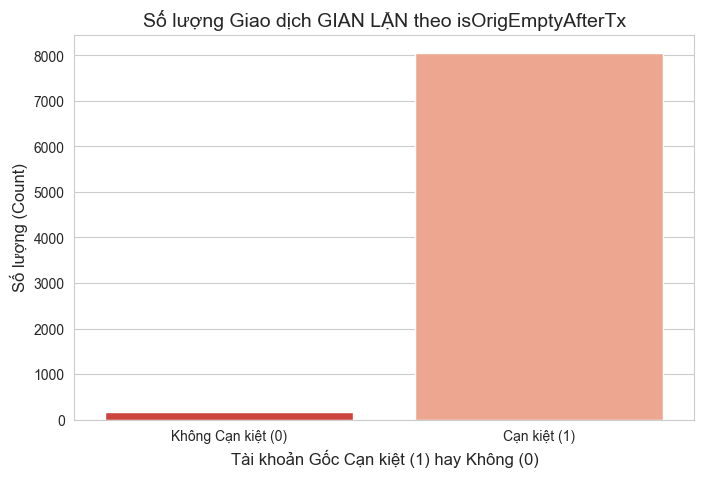 Số lượng Giao dịch GIAN LẬN theo isOrigEmptyAfterTx
Số lượng (Count)
8000
7000
6000
5000
4000
3000
2000
1000
0
Không Cạn kiệt (0)
Cạn kiệt (1)
Tài khoản Gốc Cạn kiệt (1) hay Không (0)